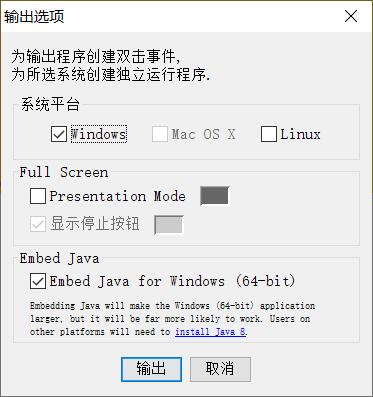 输出选项
为输出程序创建双击事件,
为所选系统创建独立运行程序.
系统平台
Windows
Mac OS X
Linux
Full Screen
Presentation Mode
显示停止按钮
Embed Java
Embed Java for Windows (64-bit)
Embedding Java will make the Windows (64-bit) application
larger, but it will be far more likely to work. Users on
other platforms will need to install Java 8.
输出
取消